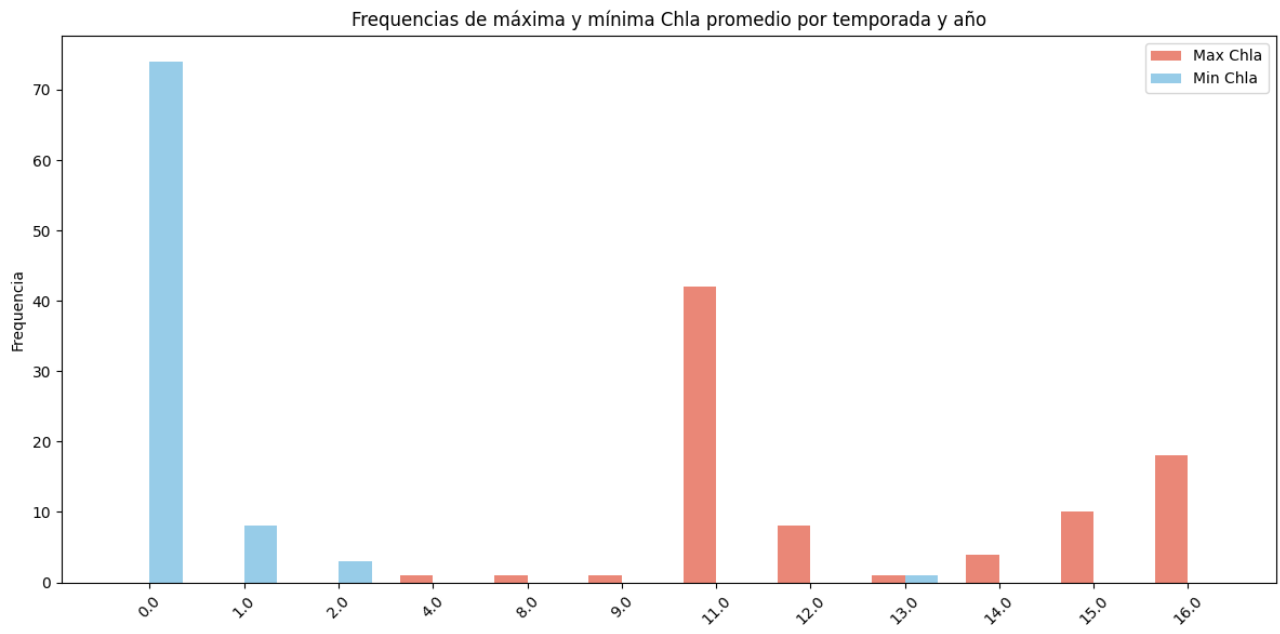 Frequencias de máxima y mínima Chla promedio por temporada y año
Max Chla
Min Chla
Frequencia
70
60
50
40
30
20
10
0
0.0 1.0 2.0 4.0 8.0 9.0 11.0 12.0 13.0 14.0 15.0 16.0